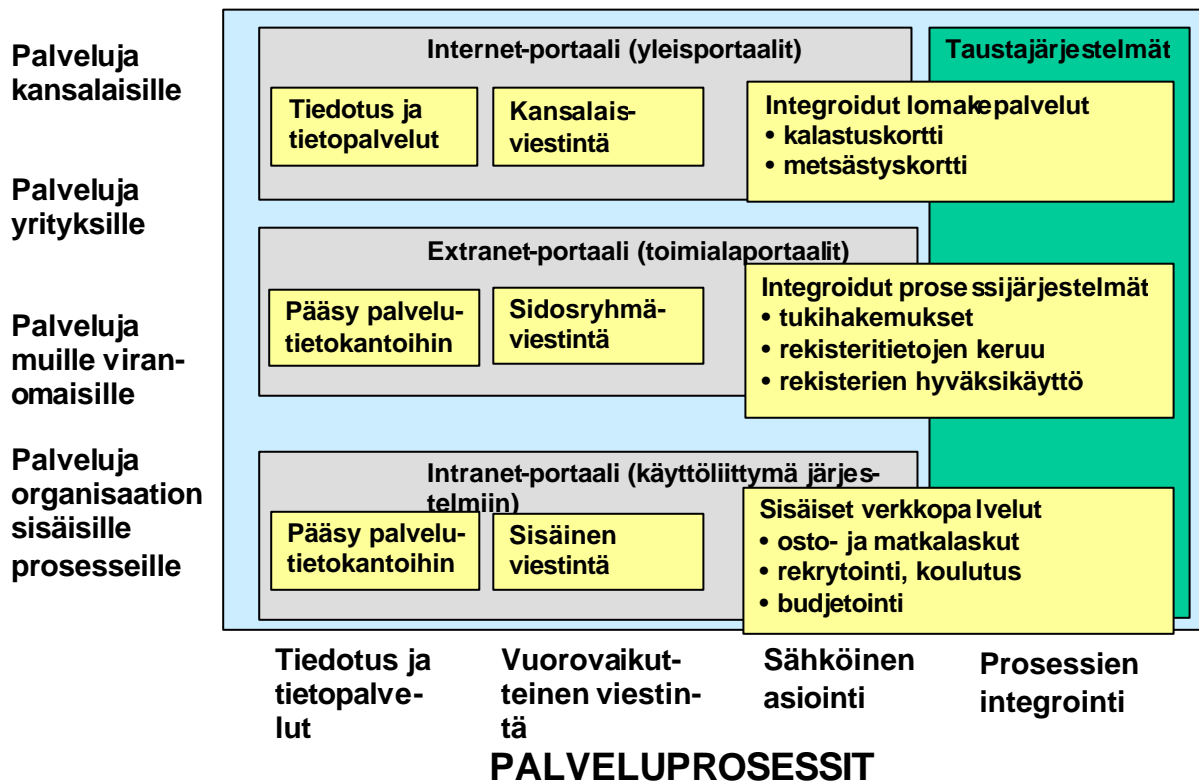 Palveluja
kansalaisille
Palveluja
yrityksille
Palveluja
muille viran-
omaisille
Palveluja
organisaation
sisäisille
prosesseille
Internet-portaali (yleisportaalit)
Tiedotus ja
tietopalvelut
Kansalais-
viestintä
Integroidut lomakepalvelut
• kalastuskortti
• metsästyskortti
Taustajärjestelmät
Extranet-portaali (toimialaportaalit)
Pääsy palvelu-
tietokantoihin
Sidosryhmä-
viestintä
Integroidut prosessijärjestelmät
• tukihakemukset
• rekisteritietojen keruu
• rekisterien hyväksikäyttö
Intranet-portaali (käyttöliittymä järjes-
telmiin)
Pääsy palvelu-
tietokantoihin
Sisäinen
viestintä
Sisäiset verkkopalvelut
• osto- ja matkalaskut
• rekrytointi, koulutus
• budjetointi
Tiedotus ja
tietopalve-
lut
Vuorovaikut-
teinen viestin-
tä
Sähköinen
asiointi
Prosessien
integrointi
PALVELUPROSESSIT